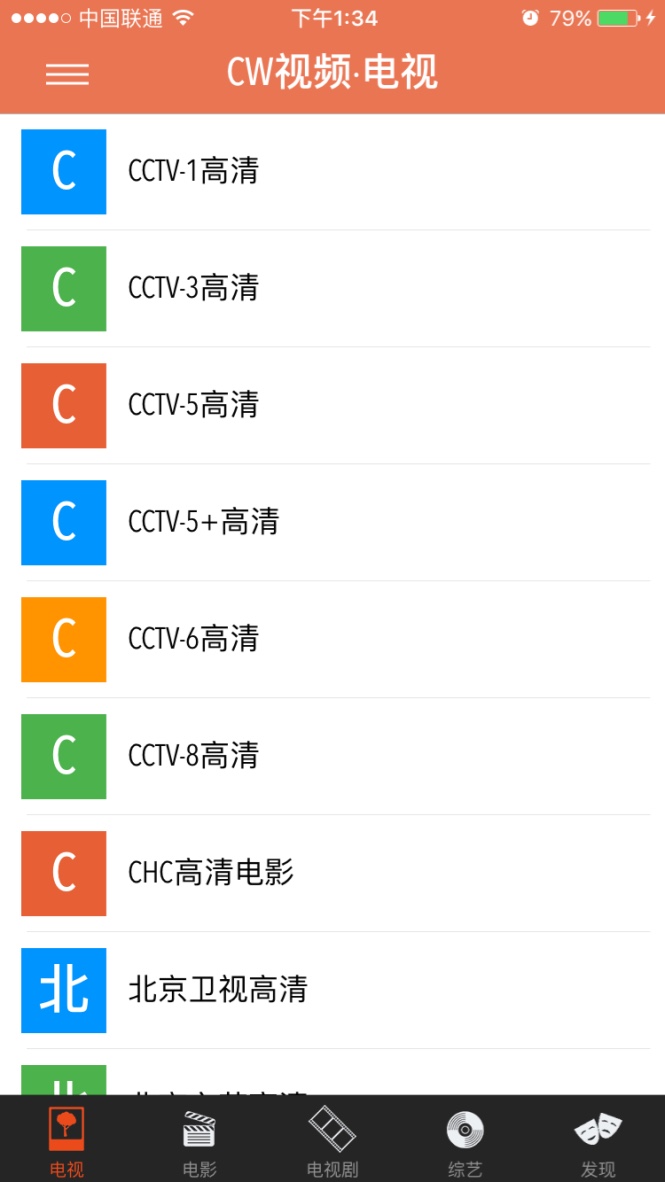 中国联通 下午1:34 79%
CW视频·电视
C CCTV-1高清
C CCTV-3高清
C CCTV-5高清
C CCTV-5+高清
C CCTV-6高清
C CCTV-8高清
C CHC高清电影
北 北京卫视高清
电视 电影 电视剧 综艺 发现